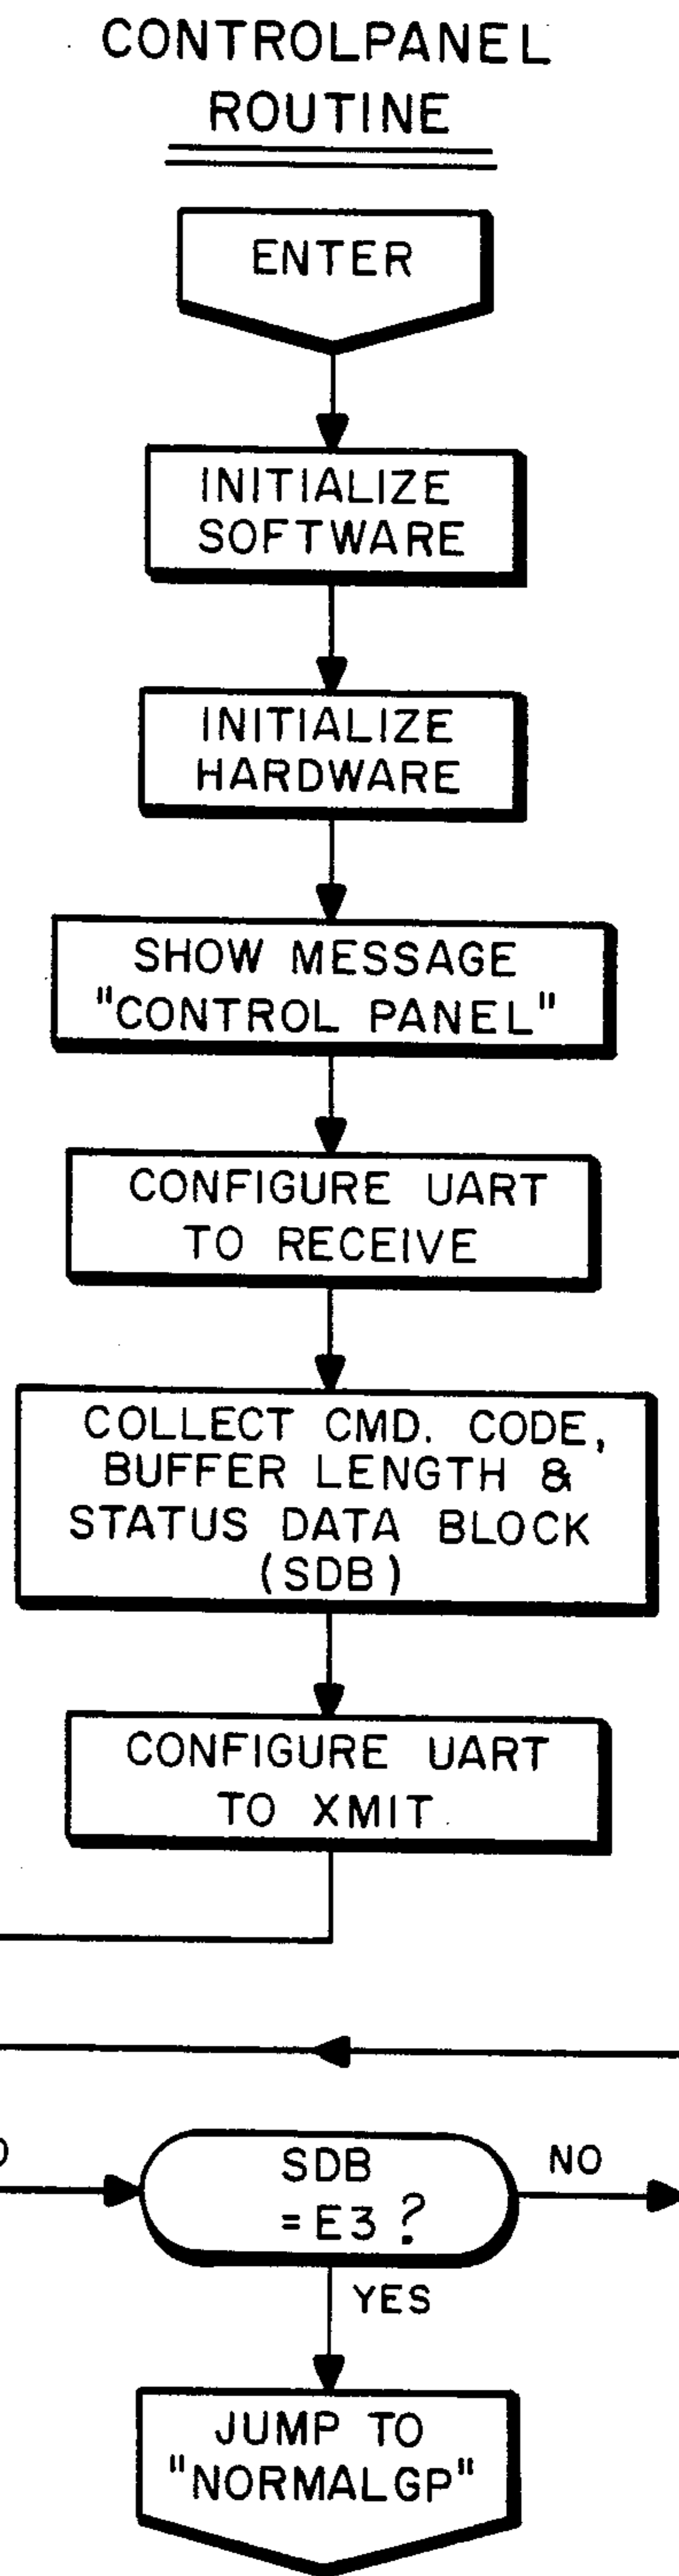 CONTROLPANEL
ROUTINE
ENTER
INITIALIZE
SOFTWARE
INITIALIZE
HARDWARE
SHOW MESSAGE
"CONTROL PANEL"
CONFIGURE UART
TO RECEIVE
COLLECT CMD. CODE,
BUFFER LENGTH &
STATUS DATA BLOCK
(SDB)
CONFIGURE UART
TO XMIT
SDB
= E3 ?
NO
YES
JUMP TO
"NORMALGP"